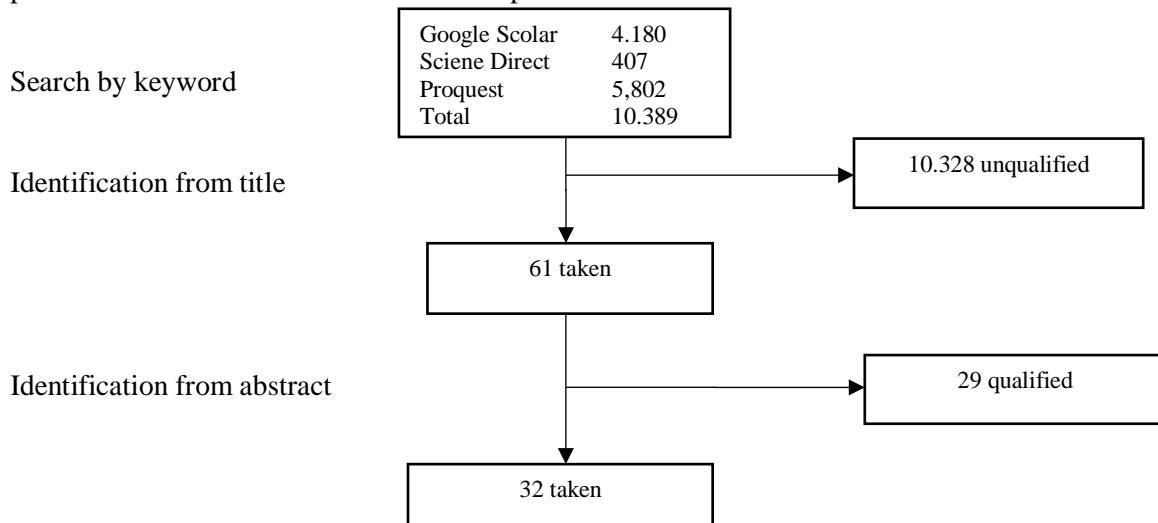 Google Scolar 4.180
Sciene Direct 407
Search by keyword
Proquest 5,802
Total 10.389
Identification from title
10.328 unqualified
61 taken
Identification from abstract
29 qualified
32 taken